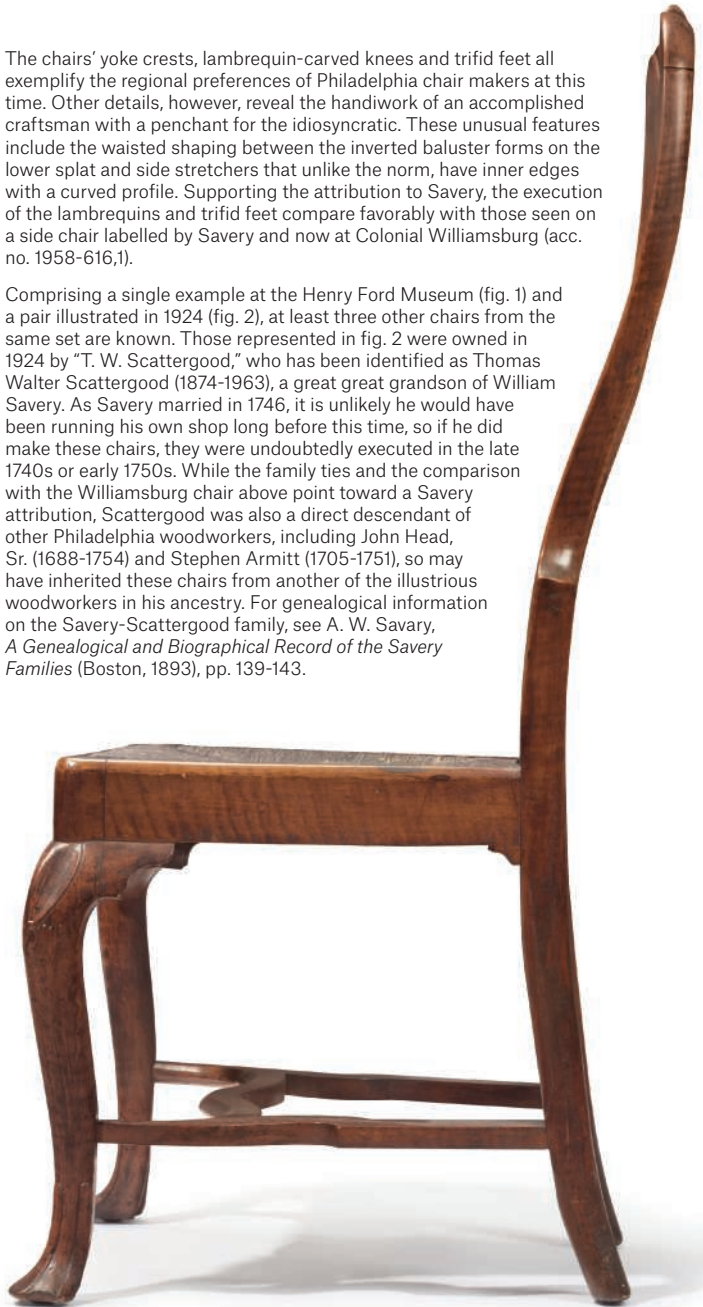 The chairs’ yoke crests, lambrequin-carved knees and trifid feet all
exemplify the regional preferences of Philadelphia chair makers at this
time. Other details, however, reveal the handiwork of an accomplished
craftsman with a penchant for the idiosyncratic. These unusual features
include the waisted shaping between the inverted baluster forms on the
lower splat and side stretchers that unlike the norm, have inner edges
with a curved profile. Supporting the attribution to Savery, the execution
of the lambrequins and trifid feet compare favorably with those seen on
a side chair labelled by Savery and now at Colonial Williamsburg (acc.
no. 1958-616,1).
Comprising a single example at the Henry Ford Museum (fig. 1) and
a pair illustrated in 1924 (fig. 2), at least three other chairs from the
same set are known. Those represented in fig. 2 were owned in
1924 by “T. W. Scattergood,” who has been identified as Thomas
Walter Scattergood (1874-1963), a great great grandson of William
Savery. As Savery married in 1746, it is unlikely he would have
been running his own shop long before this time, so if he did
make these chairs, they were undoubtedly executed in the late
1740s or early 1750s. While the family ties and the comparison
with the Williamsburg chair above point toward a Savery
attribution, Scattergood was also a direct descendant of
other Philadelphia woodworkers, including John Head,
Sr. (1688-1754) and Stephen Armitt (1705-1751), so may
have inherited these chairs from another of the illustrious
woodworkers in his ancestry. For genealogical information
on the Savery-Scattergood family, see A. W. Savary,
A Genealogical and Biographical Record of the Savery
Families (Boston, 1893), pp. 139-143.